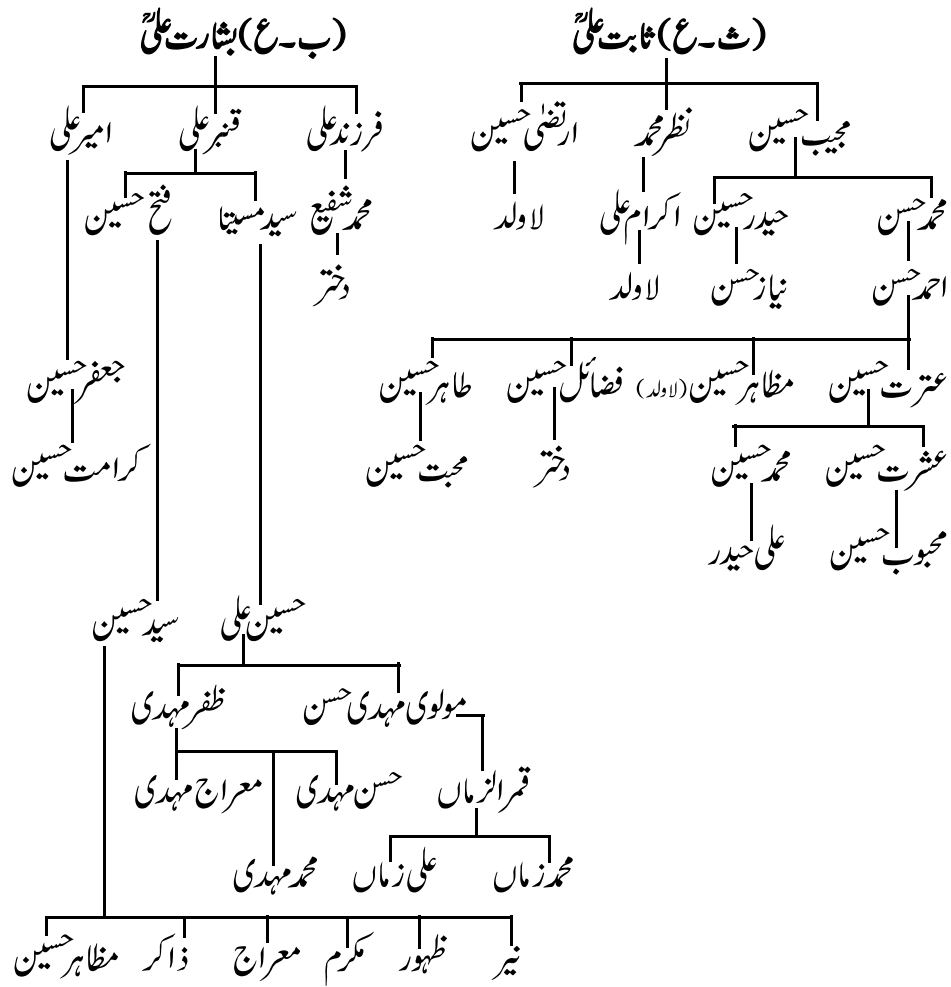 (ث۔ع) ثابت علیؒ (ب۔ع) بشارت علیؒ
مجیب حسین نظر محمد ارتضیٰ حسین فرزند علی قنبر علی امیر علی
محمد حسن حیدر حسین اکرام علی لاولد محمد شفیع سید مسیتا فتح حسین
احمد حسن نیاز حسن لاولد دختر
عترت حسین مظاہر حسین (لاولد) فضائل حسین طاہر حسین جعفر حسین
عشرت حسین محمد حسین دختر محبت حسین کرامت حسین
محبوب حسین علی حیدر
حسین علی سید حسین
مولوی مہدی حسن ظفر مہدی
قمر الزماں حسن مہدی معراج مہدی
محمد زماں علی زماں محمد مہدی
نیر ظہور مکرم معراج ذاکر مظاہر حسین